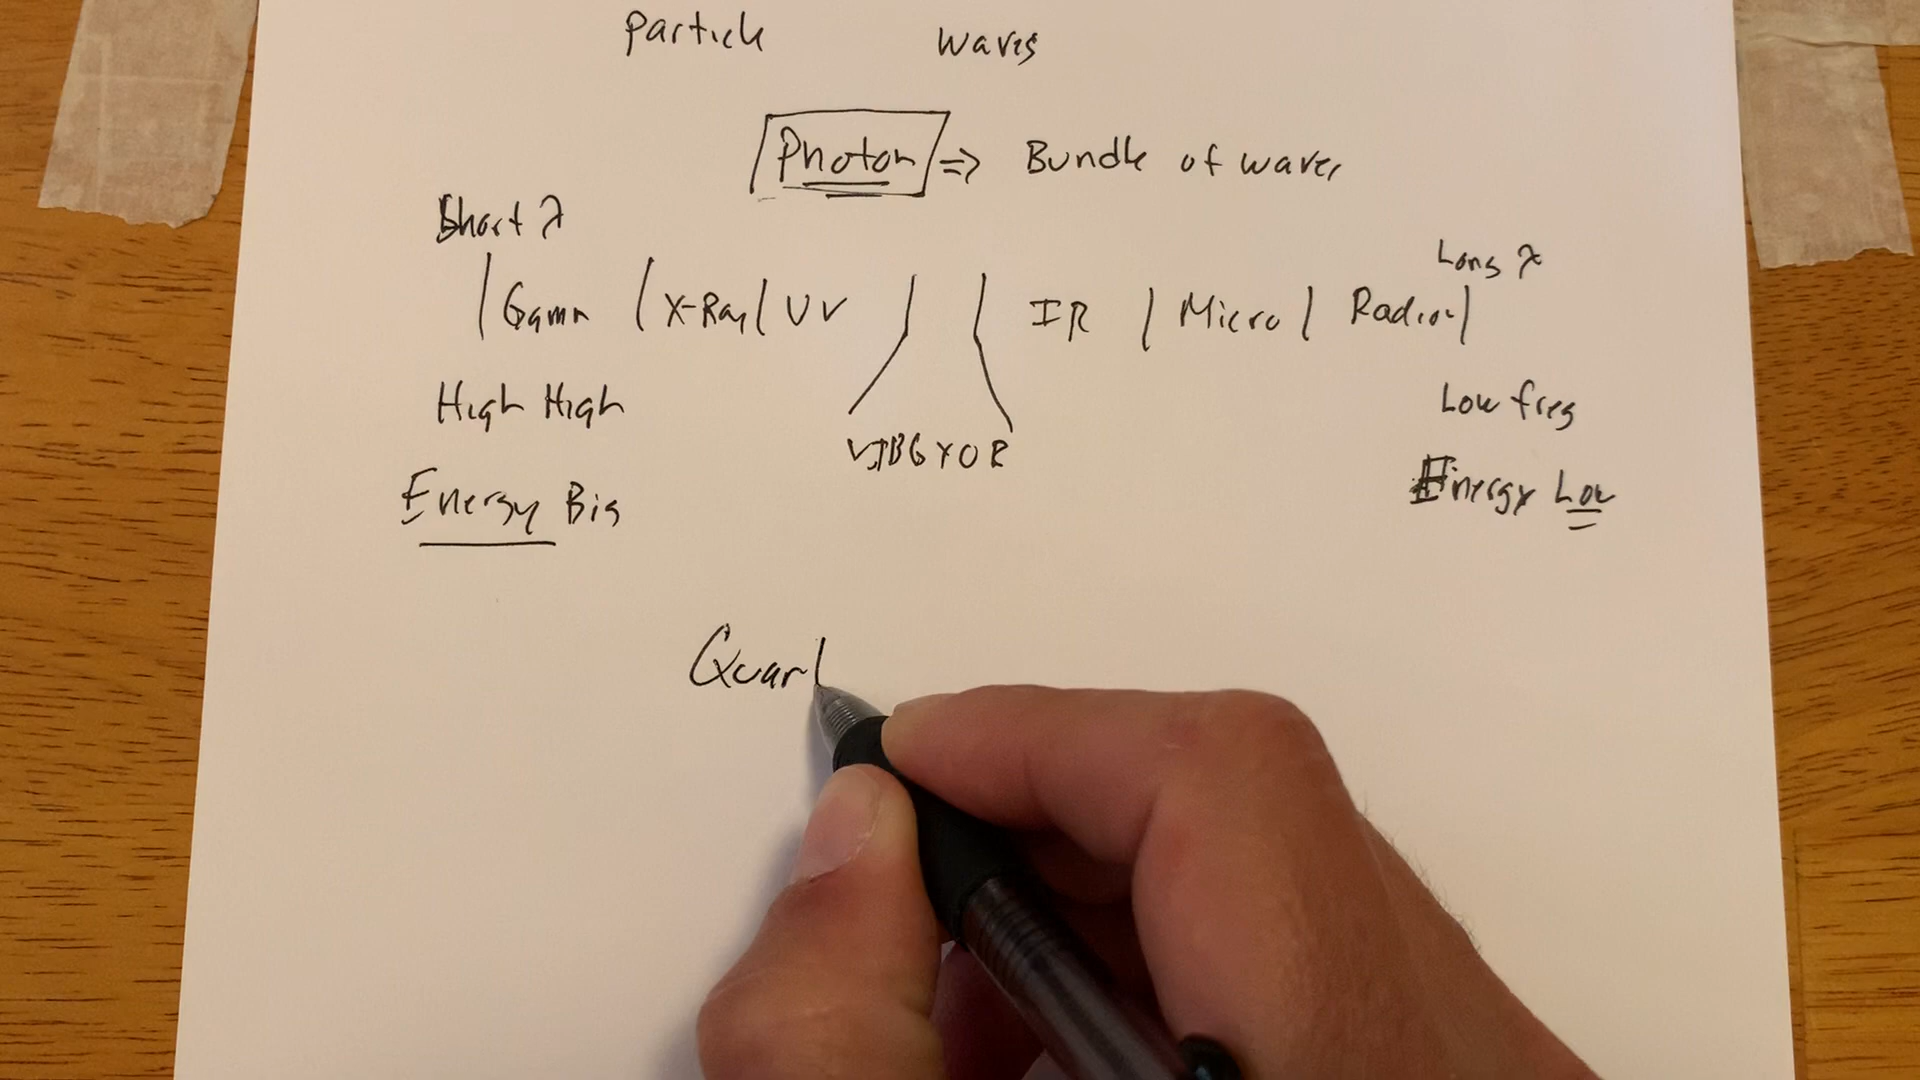 Particle waves
Photon => Bundle of waves
Short λ
Long λ
| Gamm | X-Ray | UV | | IR | Micro | Radio |
High High
Low freq
VIBGYOR
Energy Big
Energy Low
Quar